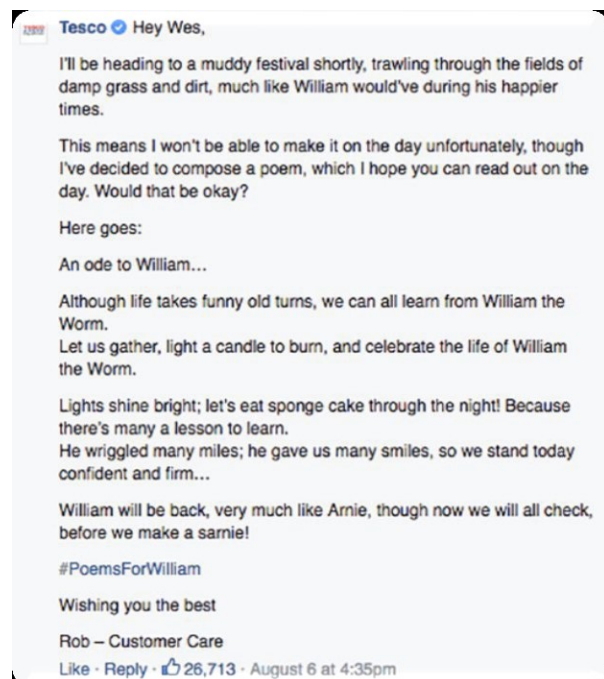 Tesco Hey Wes,
I'll be heading to a muddy festival shortly, trawling through the fields of
damp grass and dirt, much like William would've during his happier
times.
This means I won't be able to make it on the day unfortunately, though
I've decided to compose a poem, which I hope you can read out on the
day. Would that be okay?
Here goes:
An ode to William...
Although life takes funny old turns, we can all learn from William the
Worm.
Let us gather, light a candle to burn, and celebrate the life of William
the Worm.
Lights shine bright; let's eat sponge cake through the night! Because
there's many a lesson to learn.
He wriggled many miles; he gave us many smiles, so we stand today
confident and firm...
William will be back, very much like Arnie, though now we will all check,
before we make a sarnie!
#PoemsForWilliam
Wishing you the best
Rob – Customer Care
Like · Reply · 26,713 · August 6 at 4:35pm